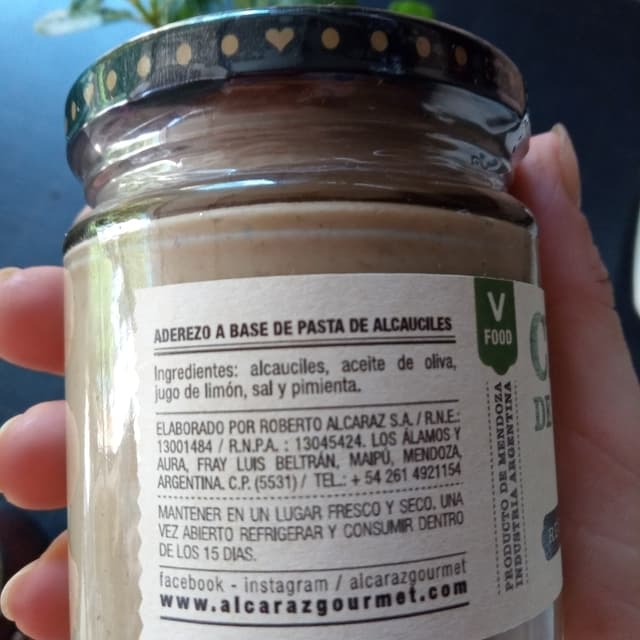 ADEREZO A BASE DE PASTA DE ALCAUCILES
Ingredientes: alcauciles, aceite de oliva,
jugo de limón, sal y pimienta.
ELABORADO POR ROBERTO ALCARAZ S.A. / R.N.E.:
13001484 / R.N.P.A. : 13045424. LOS ÁLAMOS Y
AURA, FRAY LUIS BELTRÁN, MAIPÚ, MENDOZA,
ARGENTINA. C.P. (5531) / TEL.: + 54 261 4921154
MANTENER EN UN LUGAR FRESCO Y SECO. UNA
VEZ ABIERTO REFRIGERAR Y CONSUMIR DENTRO
DE LOS 15 DIAS.
facebook - instagram / alcarazgourmet
www.alcarazgourmet.com
V
FOOD
PRODUCTO DE MENDOZA
INDUSTRIA ARGENTINA